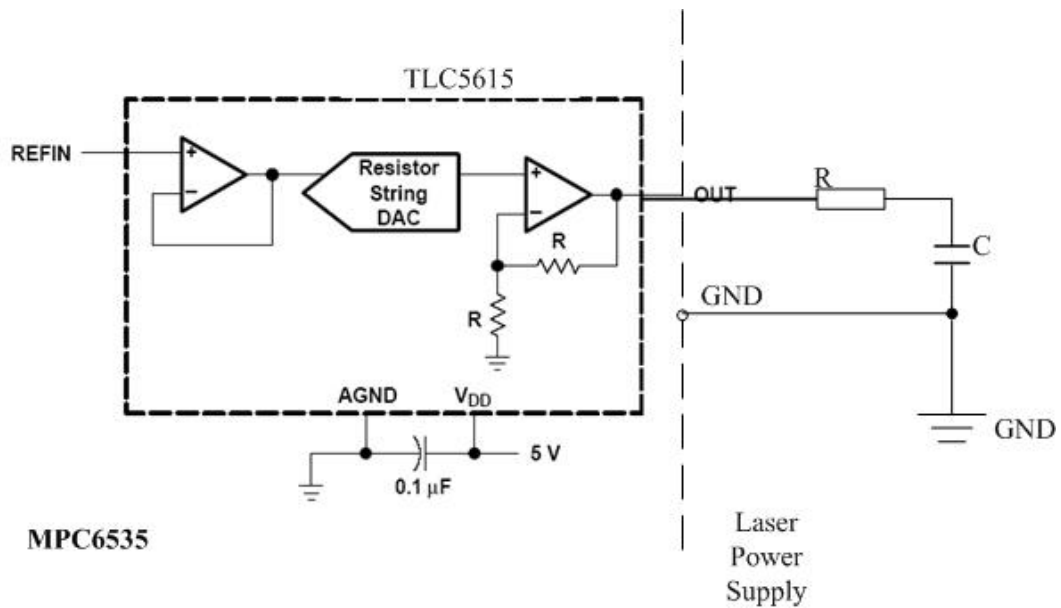 TLC5615
REFIN
+
−
Resistor
String
DAC
+
−
OUT
R
R
R
C
GND
AGND
VDD
5 V
0.1 µF
GND
MPC6535
Laser
Power
Supply